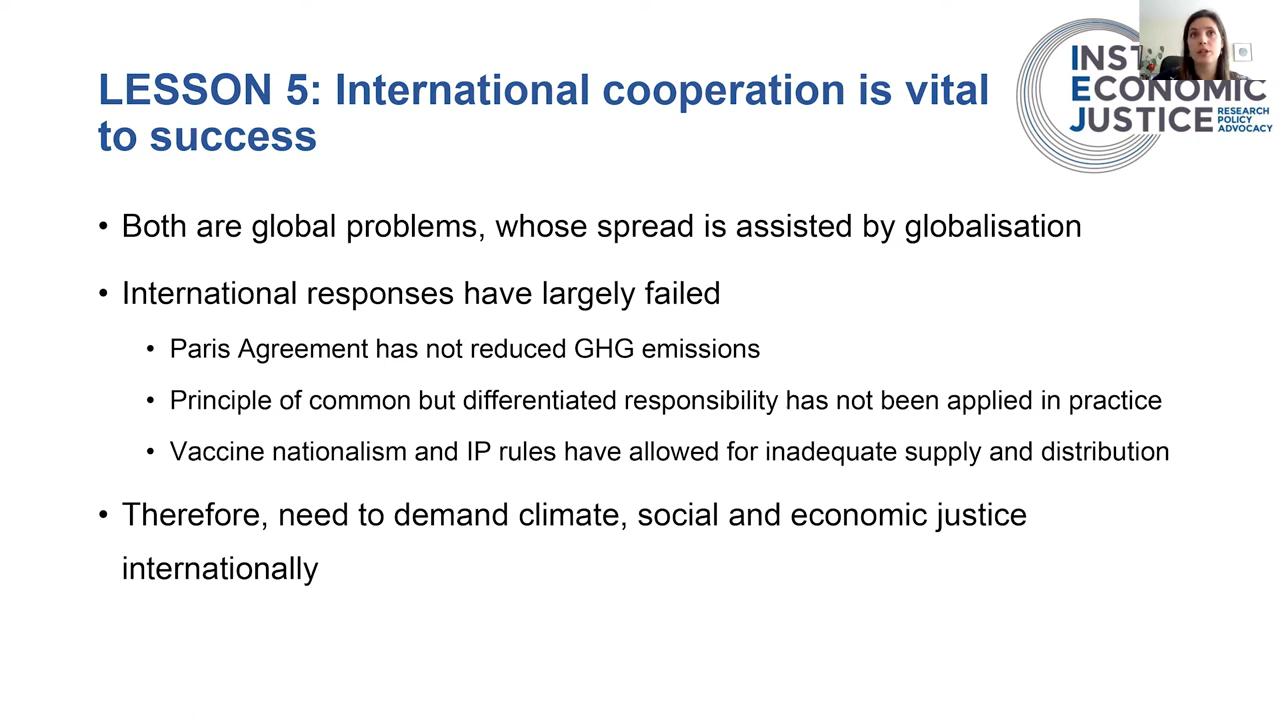 LESSON 5: International cooperation is vital
to success
INST
ECONOMIC
JUSTICE
RESEARCH
POLICY
ADVOCACY
• Both are global problems, whose spread is assisted by globalisation
• International responses have largely failed
• Paris Agreement has not reduced GHG emissions
• Principle of common but differentiated responsibility has not been applied in practice
• Vaccine nationalism and IP rules have allowed for inadequate supply and distribution
• Therefore, need to demand climate, social and economic justice
internationally